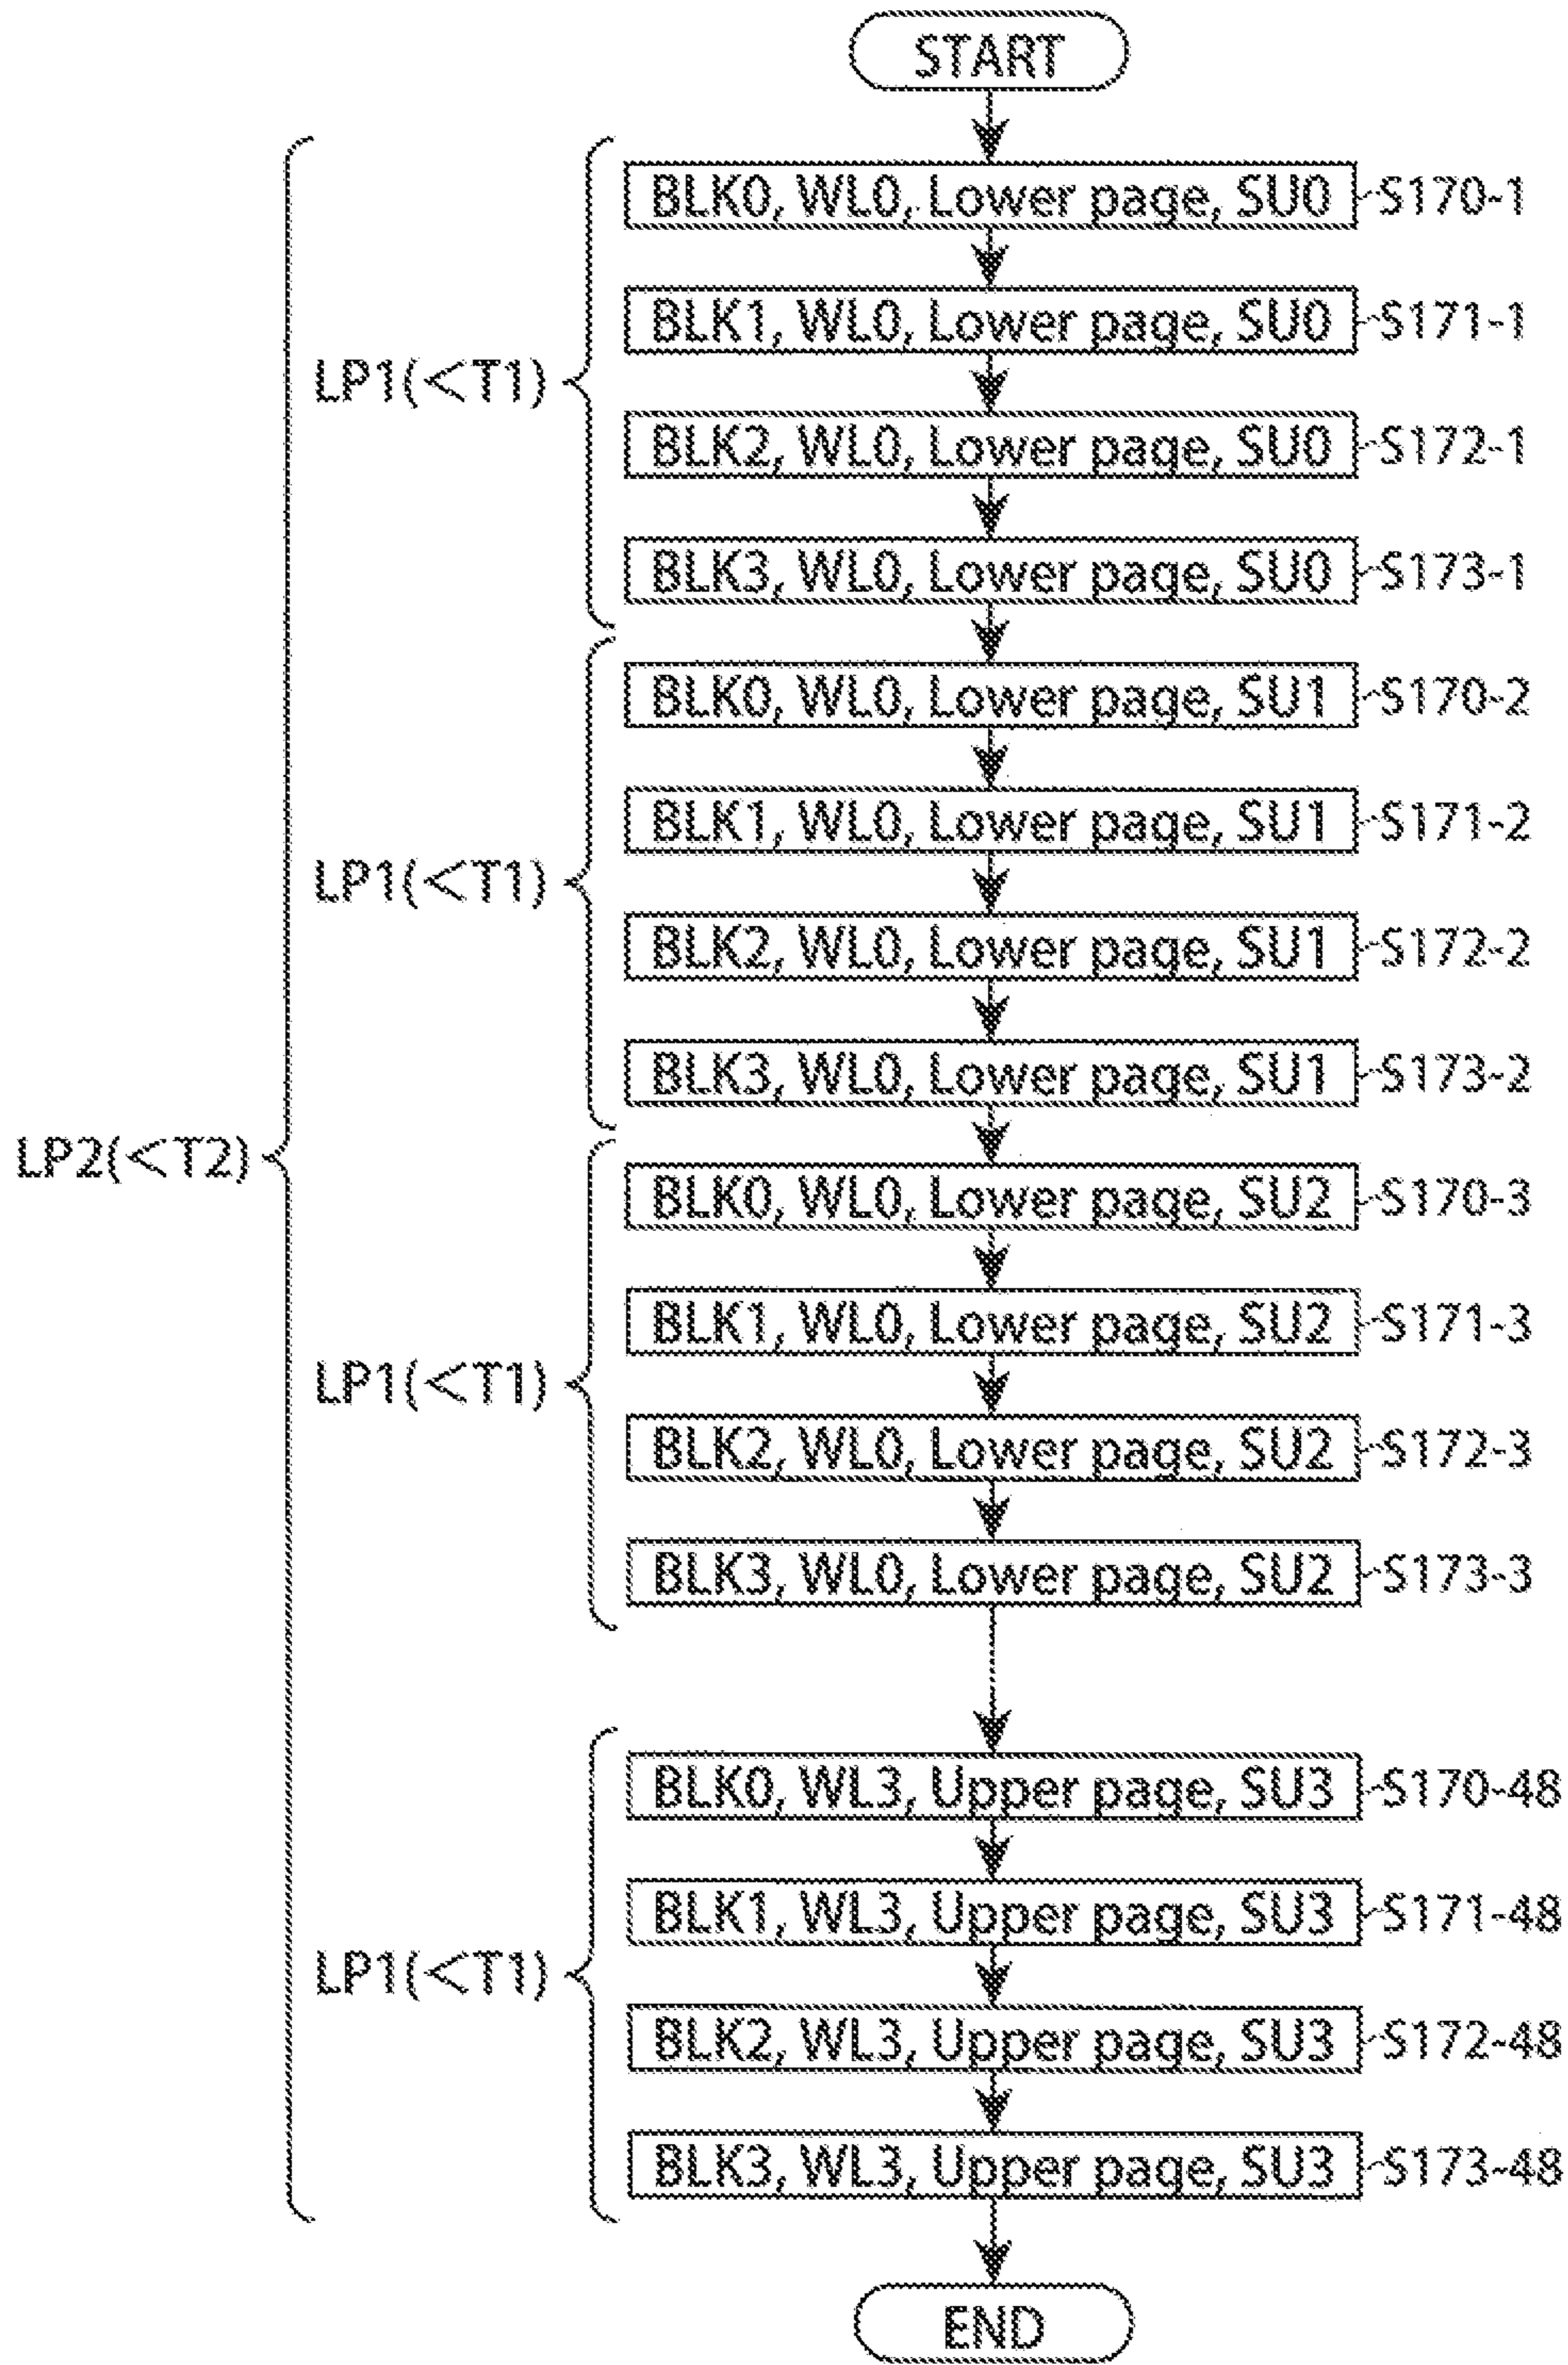 START
BLK0, WL0, Lower page, SU0 S170-1
BLK1, WL0, Lower page, SU0 S171-1
LP1(<T1)
BLK2, WL0, Lower page, SU0 S172-1
BLK3, WL0, Lower page, SU0 S173-1
BLK0, WL0, Lower page, SU1 S170-2
BLK1, WL0, Lower page, SU1 S171-2
LP1(<T1)
BLK2, WL0, Lower page, SU1 S172-2
BLK3, WL0, Lower page, SU1 S173-2
LP2(<T2)
BLK0, WL0, Lower page, SU2 S170-3
BLK1, WL0, Lower page, SU2 S171-3
LP1(<T1)
BLK2, WL0, Lower page, SU2 S172-3
BLK3, WL0, Lower page, SU2 S173-3
BLK0, WL3, Upper page, SU3 S170-48
BLK1, WL3, Upper page, SU3 S171-48
LP1(<T1)
BLK2, WL3, Upper page, SU3 S172-48
BLK3, WL3, Upper page, SU3 S173-48
END